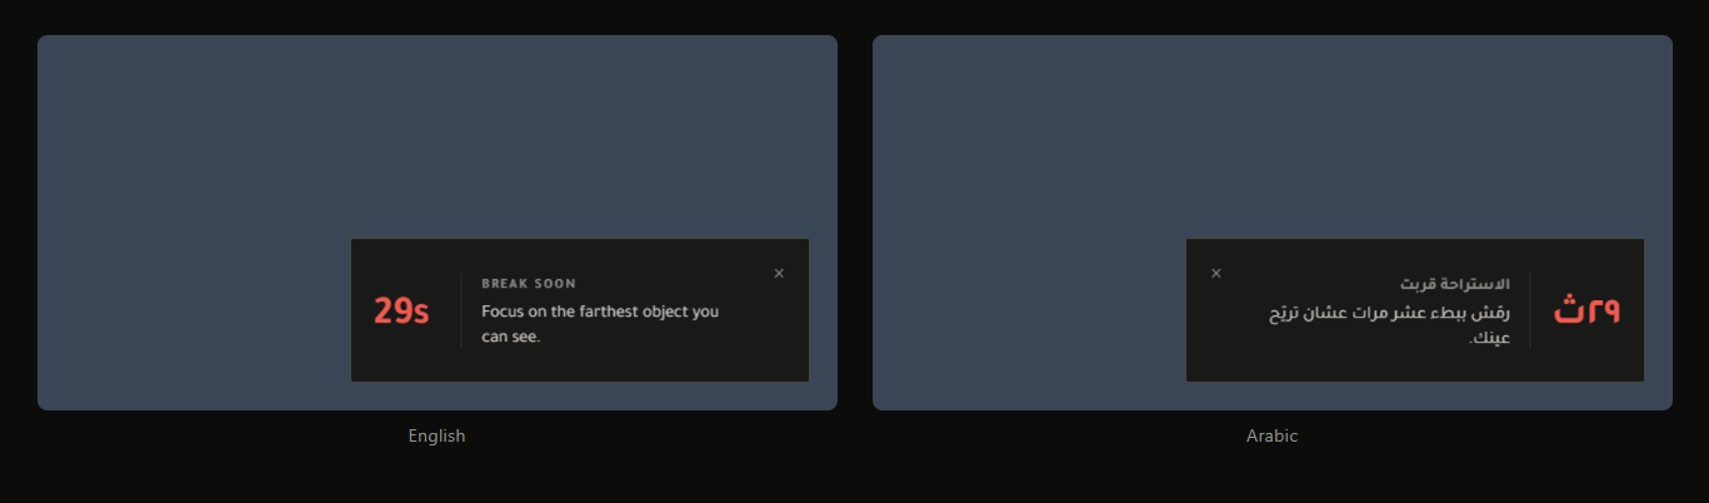 29s
BREAK SOON
Focus on the farthest object you
can see.
×
English
٢٩ث
الاستراحة قربت
رمّش ببطء عشر مرات عشان تريّح
عينك.
×
Arabic